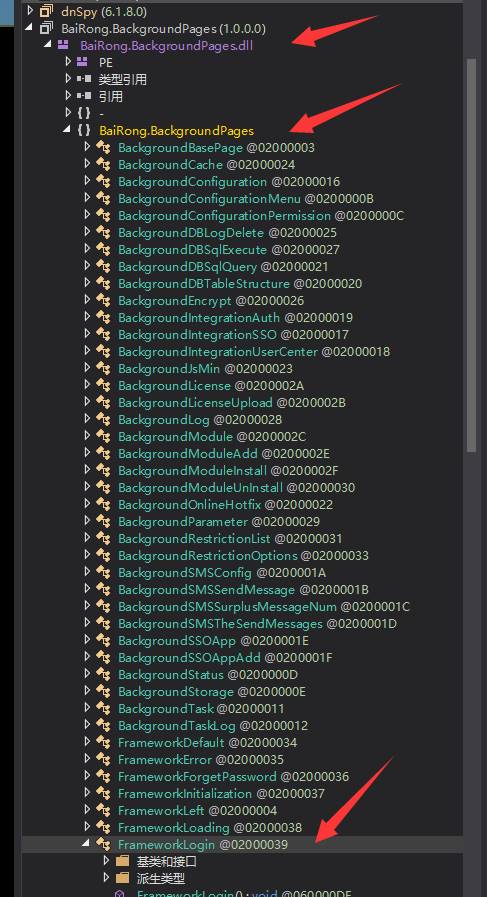 dnSpy (6.1.8.0)
BaiRong.BackgroundPages (1.0.0.0)
BaiRong.BackgroundPages.dll
PE
类型引用
引用
{ } -
{ } BaiRong.BackgroundPages
BackgroundBasePage @02000003
BackgroundCache @02000024
BackgroundConfiguration @02000016
BackgroundConfigurationMenu @0200000B
BackgroundConfigurationPermission @0200000C
BackgroundDBLogDelete @02000025
BackgroundDBSqlExecute @02000027
BackgroundDBSqlQuery @02000021
BackgroundDBTableStructure @02000020
BackgroundEncrypt @02000026
BackgroundIntegrationAuth @02000019
BackgroundIntegrationSSO @02000017
BackgroundIntegrationUserCenter @02000018
BackgroundJsMin @02000023
BackgroundLicense @0200002A
BackgroundLicenseUpload @0200002B
BackgroundLog @02000028
BackgroundModule @0200002C
BackgroundModuleAdd @0200002E
BackgroundModuleInstall @0200002F
BackgroundModuleUnInstall @02000030
BackgroundOnlineHotfix @02000022
BackgroundParameter @02000029
BackgroundRestrictionList @02000031
BackgroundRestrictionOptions @02000033
BackgroundSMSConfig @0200001A
BackgroundSMSSendMessage @0200001B
BackgroundSMSSurplusMessageNum @0200001C
BackgroundSMSTheSendMessages @0200001D
BackgroundSSOApp @0200001E
BackgroundSSOAppAdd @0200001F
BackgroundStatus @0200000D
BackgroundStorage @0200000E
BackgroundTask @02000011
BackgroundTaskLog @02000012
FrameworkDefault @02000034
FrameworkError @02000035
FrameworkForgetPassword @02000036
FrameworkInitialization @02000037
FrameworkLeft @02000004
FrameworkLoading @02000038
FrameworkLogin @02000039
基类和接口
派生类型
FrameworkLogin() : void @060000DF